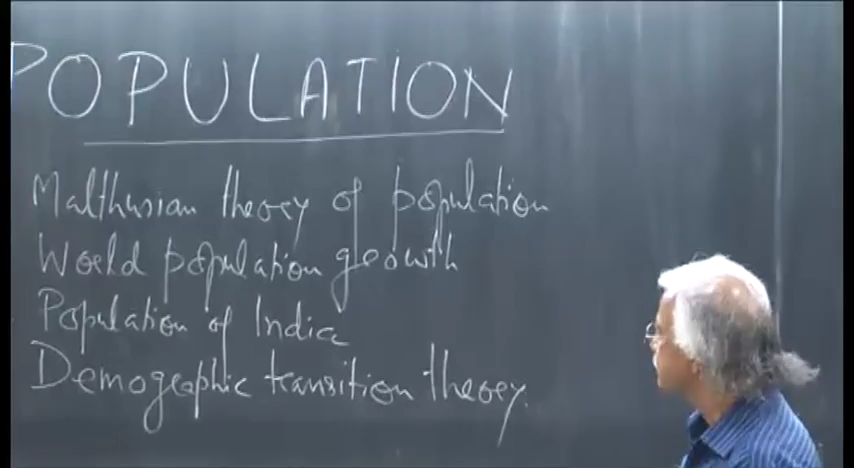 POPULATION
Malthusian theory of population
World population growth
Population of India
Demographic transition theory.